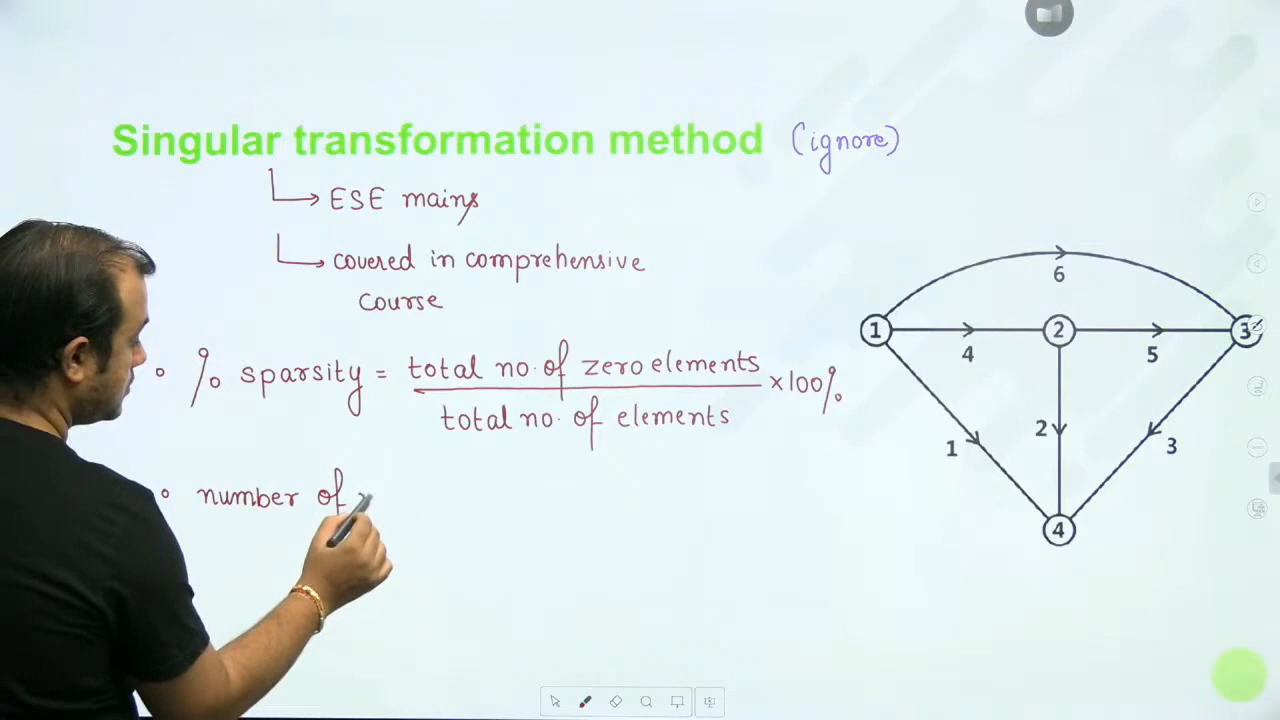 Singular transformation method (ignore)
ESE mains
covered in comprehensive
course
% sparsity = total no. of zero elements
total no. of elements
×100%
number of
6
1
2
3
4
5
2
1
3
4